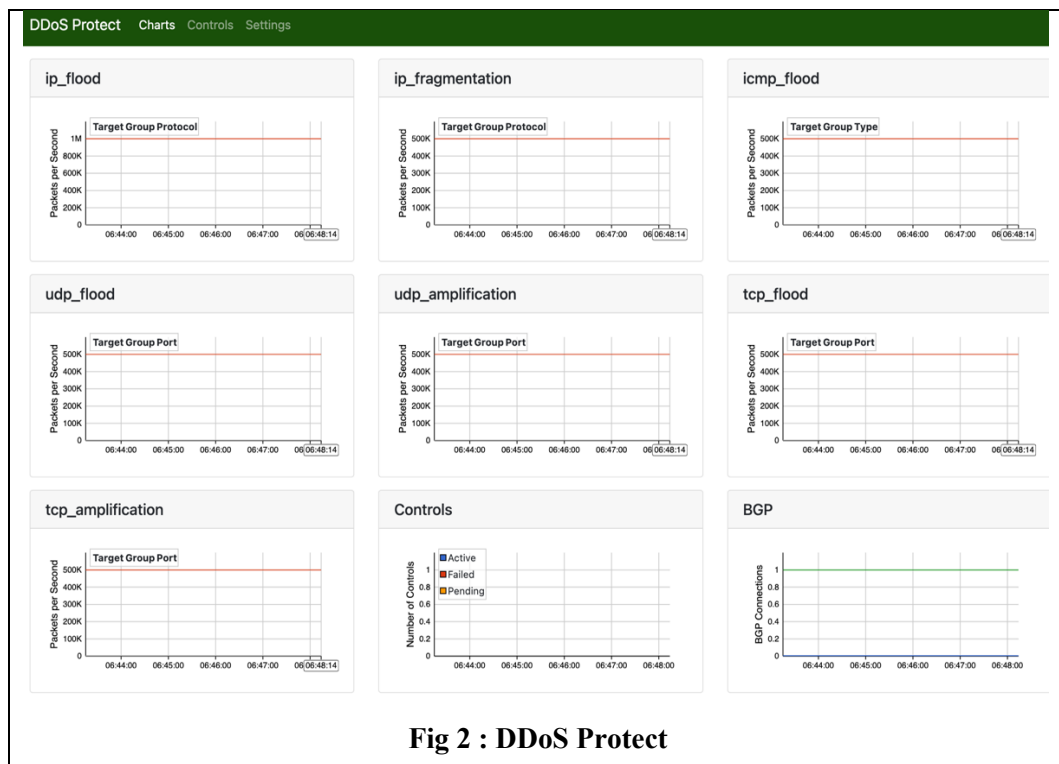 DDoS Protect Charts Controls Settings
ip_flood
Target Group Protocol
Packets per Second
1M
800K
600K
400K
200K
0
06:44:00 06:45:00 06:46:00 06:47:00 06:48:14
ip_fragmentation
Target Group Protocol
Packets per Second
500K
400K
300K
200K
100K
0
06:44:00 06:45:00 06:46:00 06:47:00 06:48:14
icmp_flood
Target Group Type
Packets per Second
500K
400K
300K
200K
100K
0
06:44:00 06:45:00 06:46:00 06:47:00 06:48:14
udp_flood
Target Group Port
Packets per Second
500K
400K
300K
200K
100K
0
06:44:00 06:45:00 06:46:00 06:47:00 06:48:14
udp_amplification
Target Group Port
Packets per Second
500K
400K
300K
200K
100K
0
06:44:00 06:45:00 06:46:00 06:47:00 06:48:14
tcp_flood
Target Group Port
Packets per Second
500K
400K
300K
200K
100K
0
06:44:00 06:45:00 06:46:00 06:47:00 06:48:14
tcp_amplification
Target Group Port
Packets per Second
500K
400K
300K
200K
100K
0
06:44:00 06:45:00 06:46:00 06:47:00 06:48:14
Controls
Active
Failed
Pending
Number of Controls
1
0.8
0.6
0.4
0.2
0
06:44:00 06:45:00 06:46:00 06:47:00 06:48:00
BGP
BGP Connections
1
0.8
0.6
0.4
0.2
0
06:44:00 06:45:00 06:46:00 06:47:00 06:48:00
Fig 2 : DDoS Protect